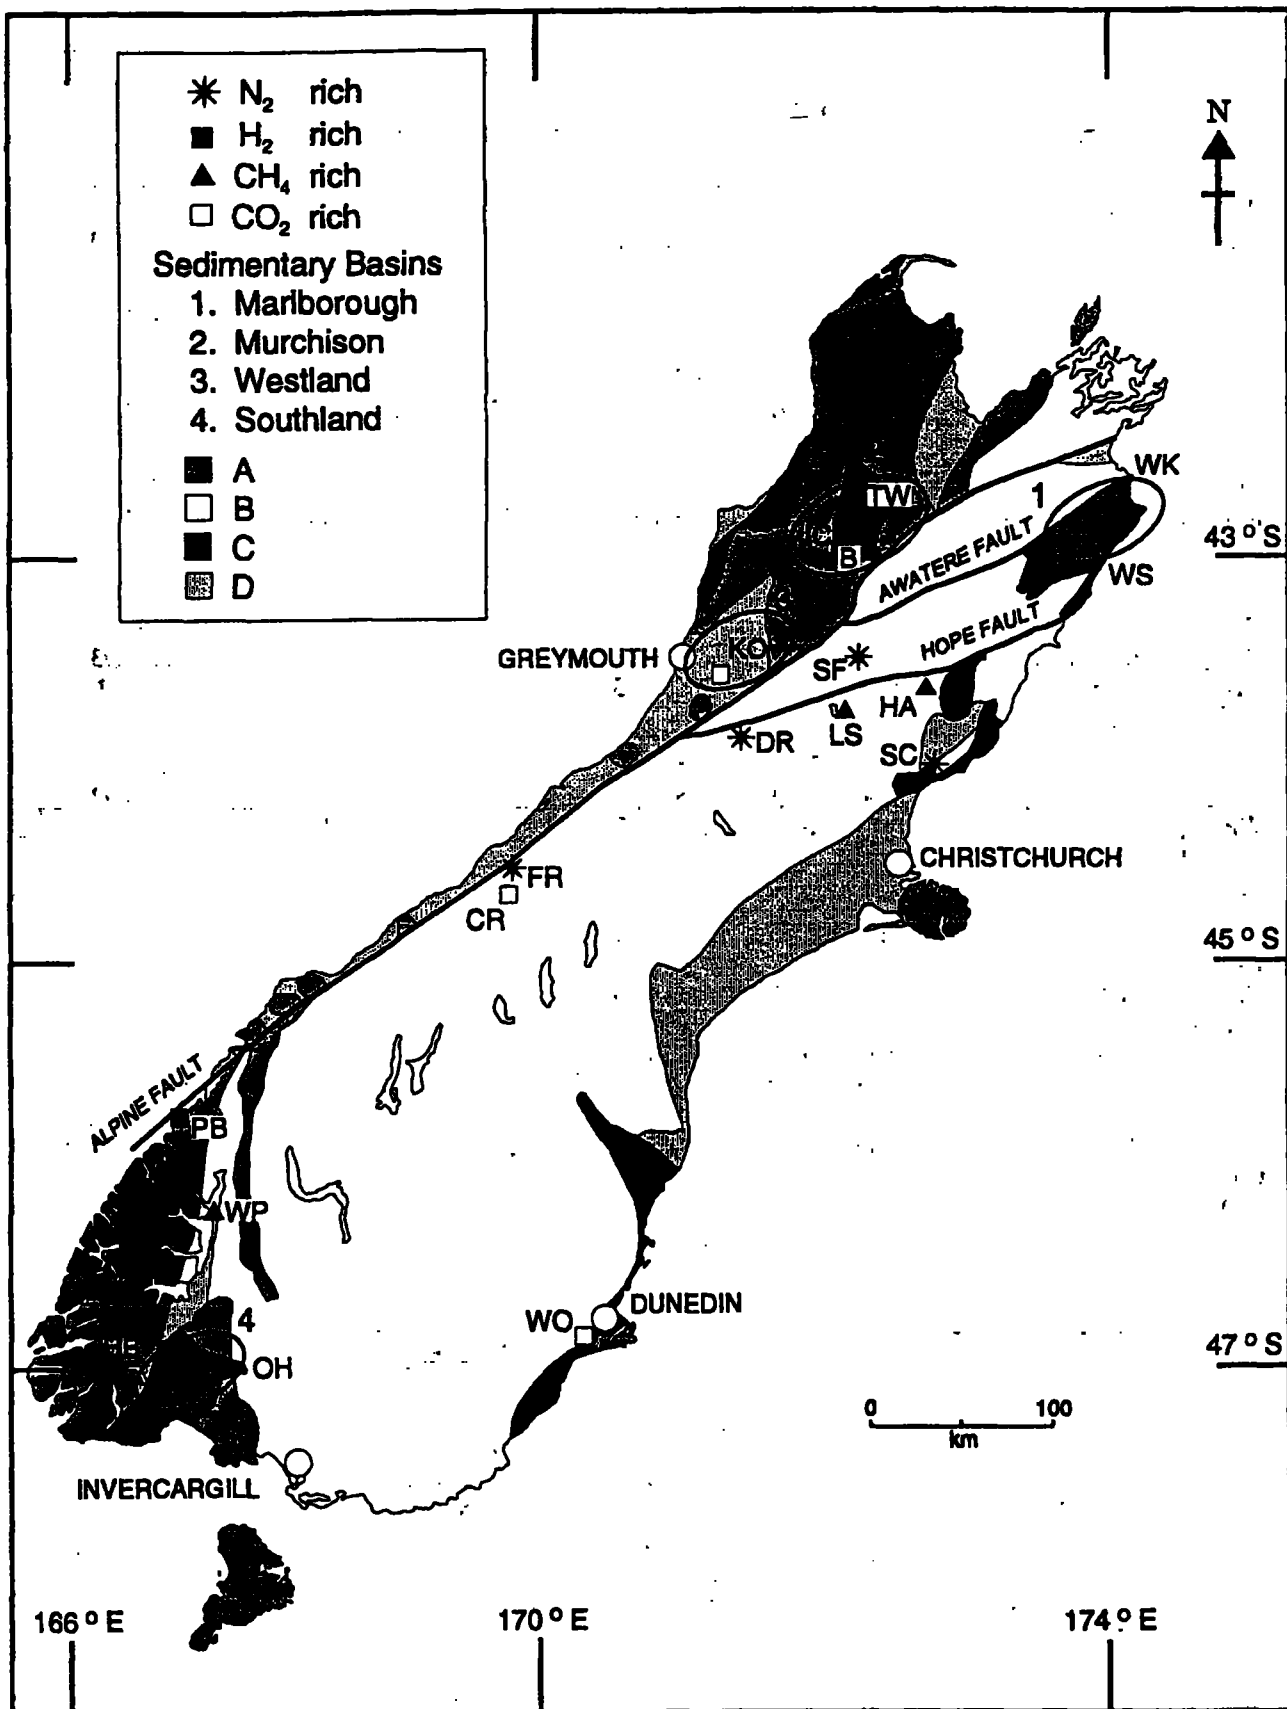 N
N₂ rich
H₂ rich
CH₄ rich
CO₂ rich
Sedimentary Basins
1. Marlborough
2. Murchison
3. Westland
4. Southland
A
B
C
D
TW
WK
1
B
AWATERE FAULT
43°S
WS
HOPE FAULT
GREYMOUTH
KO
SF
HA
LS
DR
SC
CHRISTCHURCH
FR
CR
45°S
ALPINE FAULT
PB
WP
4
DUNEDIN
WO
47°S
OH
0 100
km
INVERCARGILL
166°E
170°E
174°E